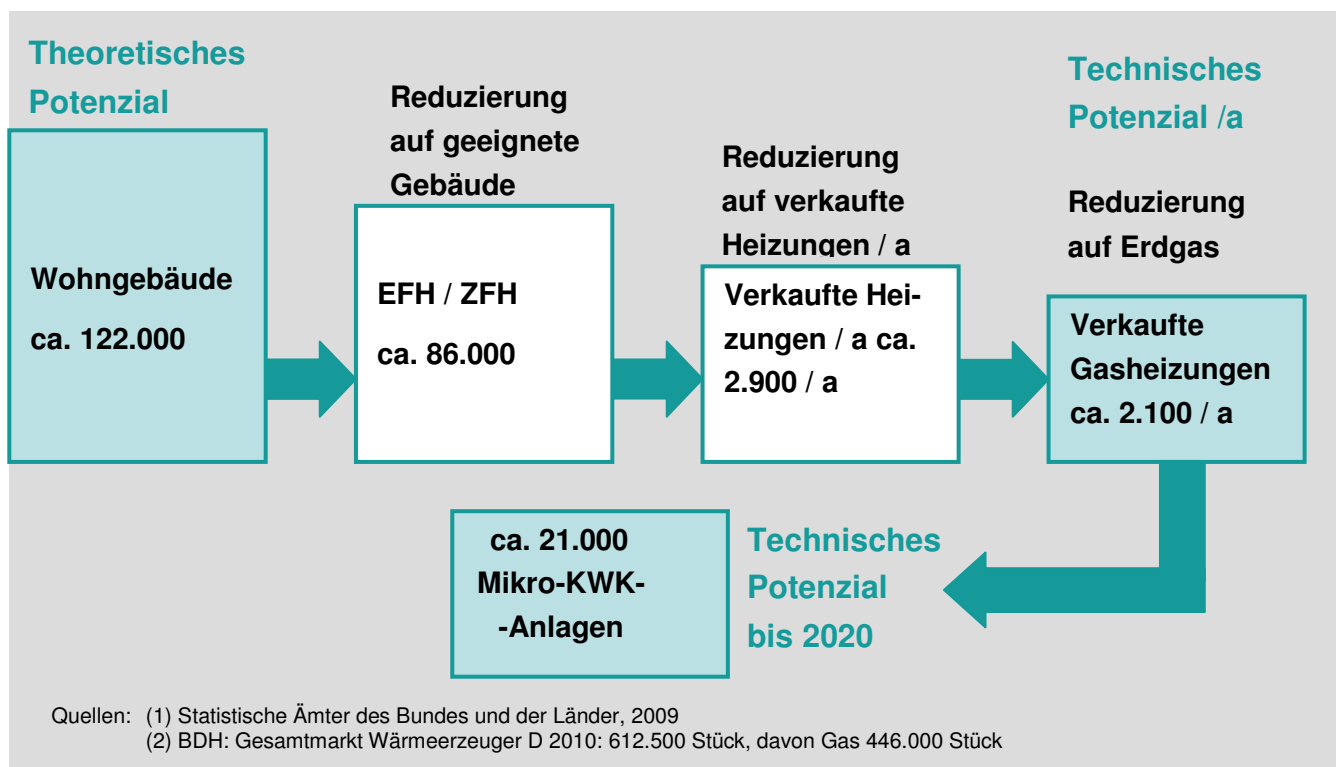 Theoretisches
Potenzial
Wohngebäude
ca. 122.000
Reduzierung
auf geeignete
Gebäude
EFH / ZFH
ca. 86.000
Reduzierung
auf verkaufte
Heizungen / a
Verkaufte Hei-
zungen / a ca.
2.900 / a
Technisches
Potenzial /a
Reduzierung
auf Erdgas
Verkaufte
Gasheizungen
ca. 2.100 / a
ca. 21.000
Mikro-KWK-
-Anlagen
Technisches
Potenzial
bis 2020
Quellen: (1) Statistische Ämter des Bundes und der Länder, 2009
(2) BDH: Gesamtmarkt Wärmeerzeuger D 2010: 612.500 Stück, davon Gas 446.000 Stück